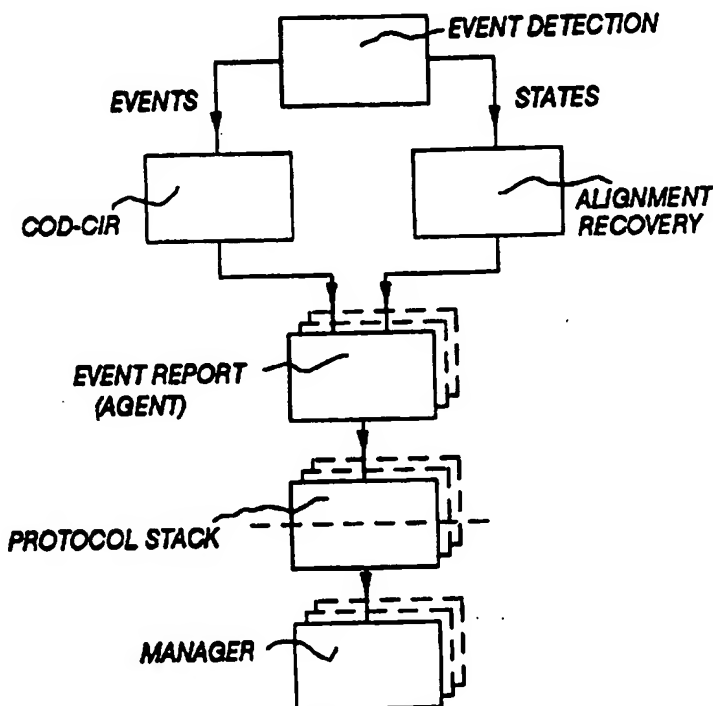 EVENT DETECTION
EVENTS
STATES
COD-CIR
ALIGNMENT
RECOVERY
EVENT REPORT
(AGENT)
PROTOCOL STACK
MANAGER